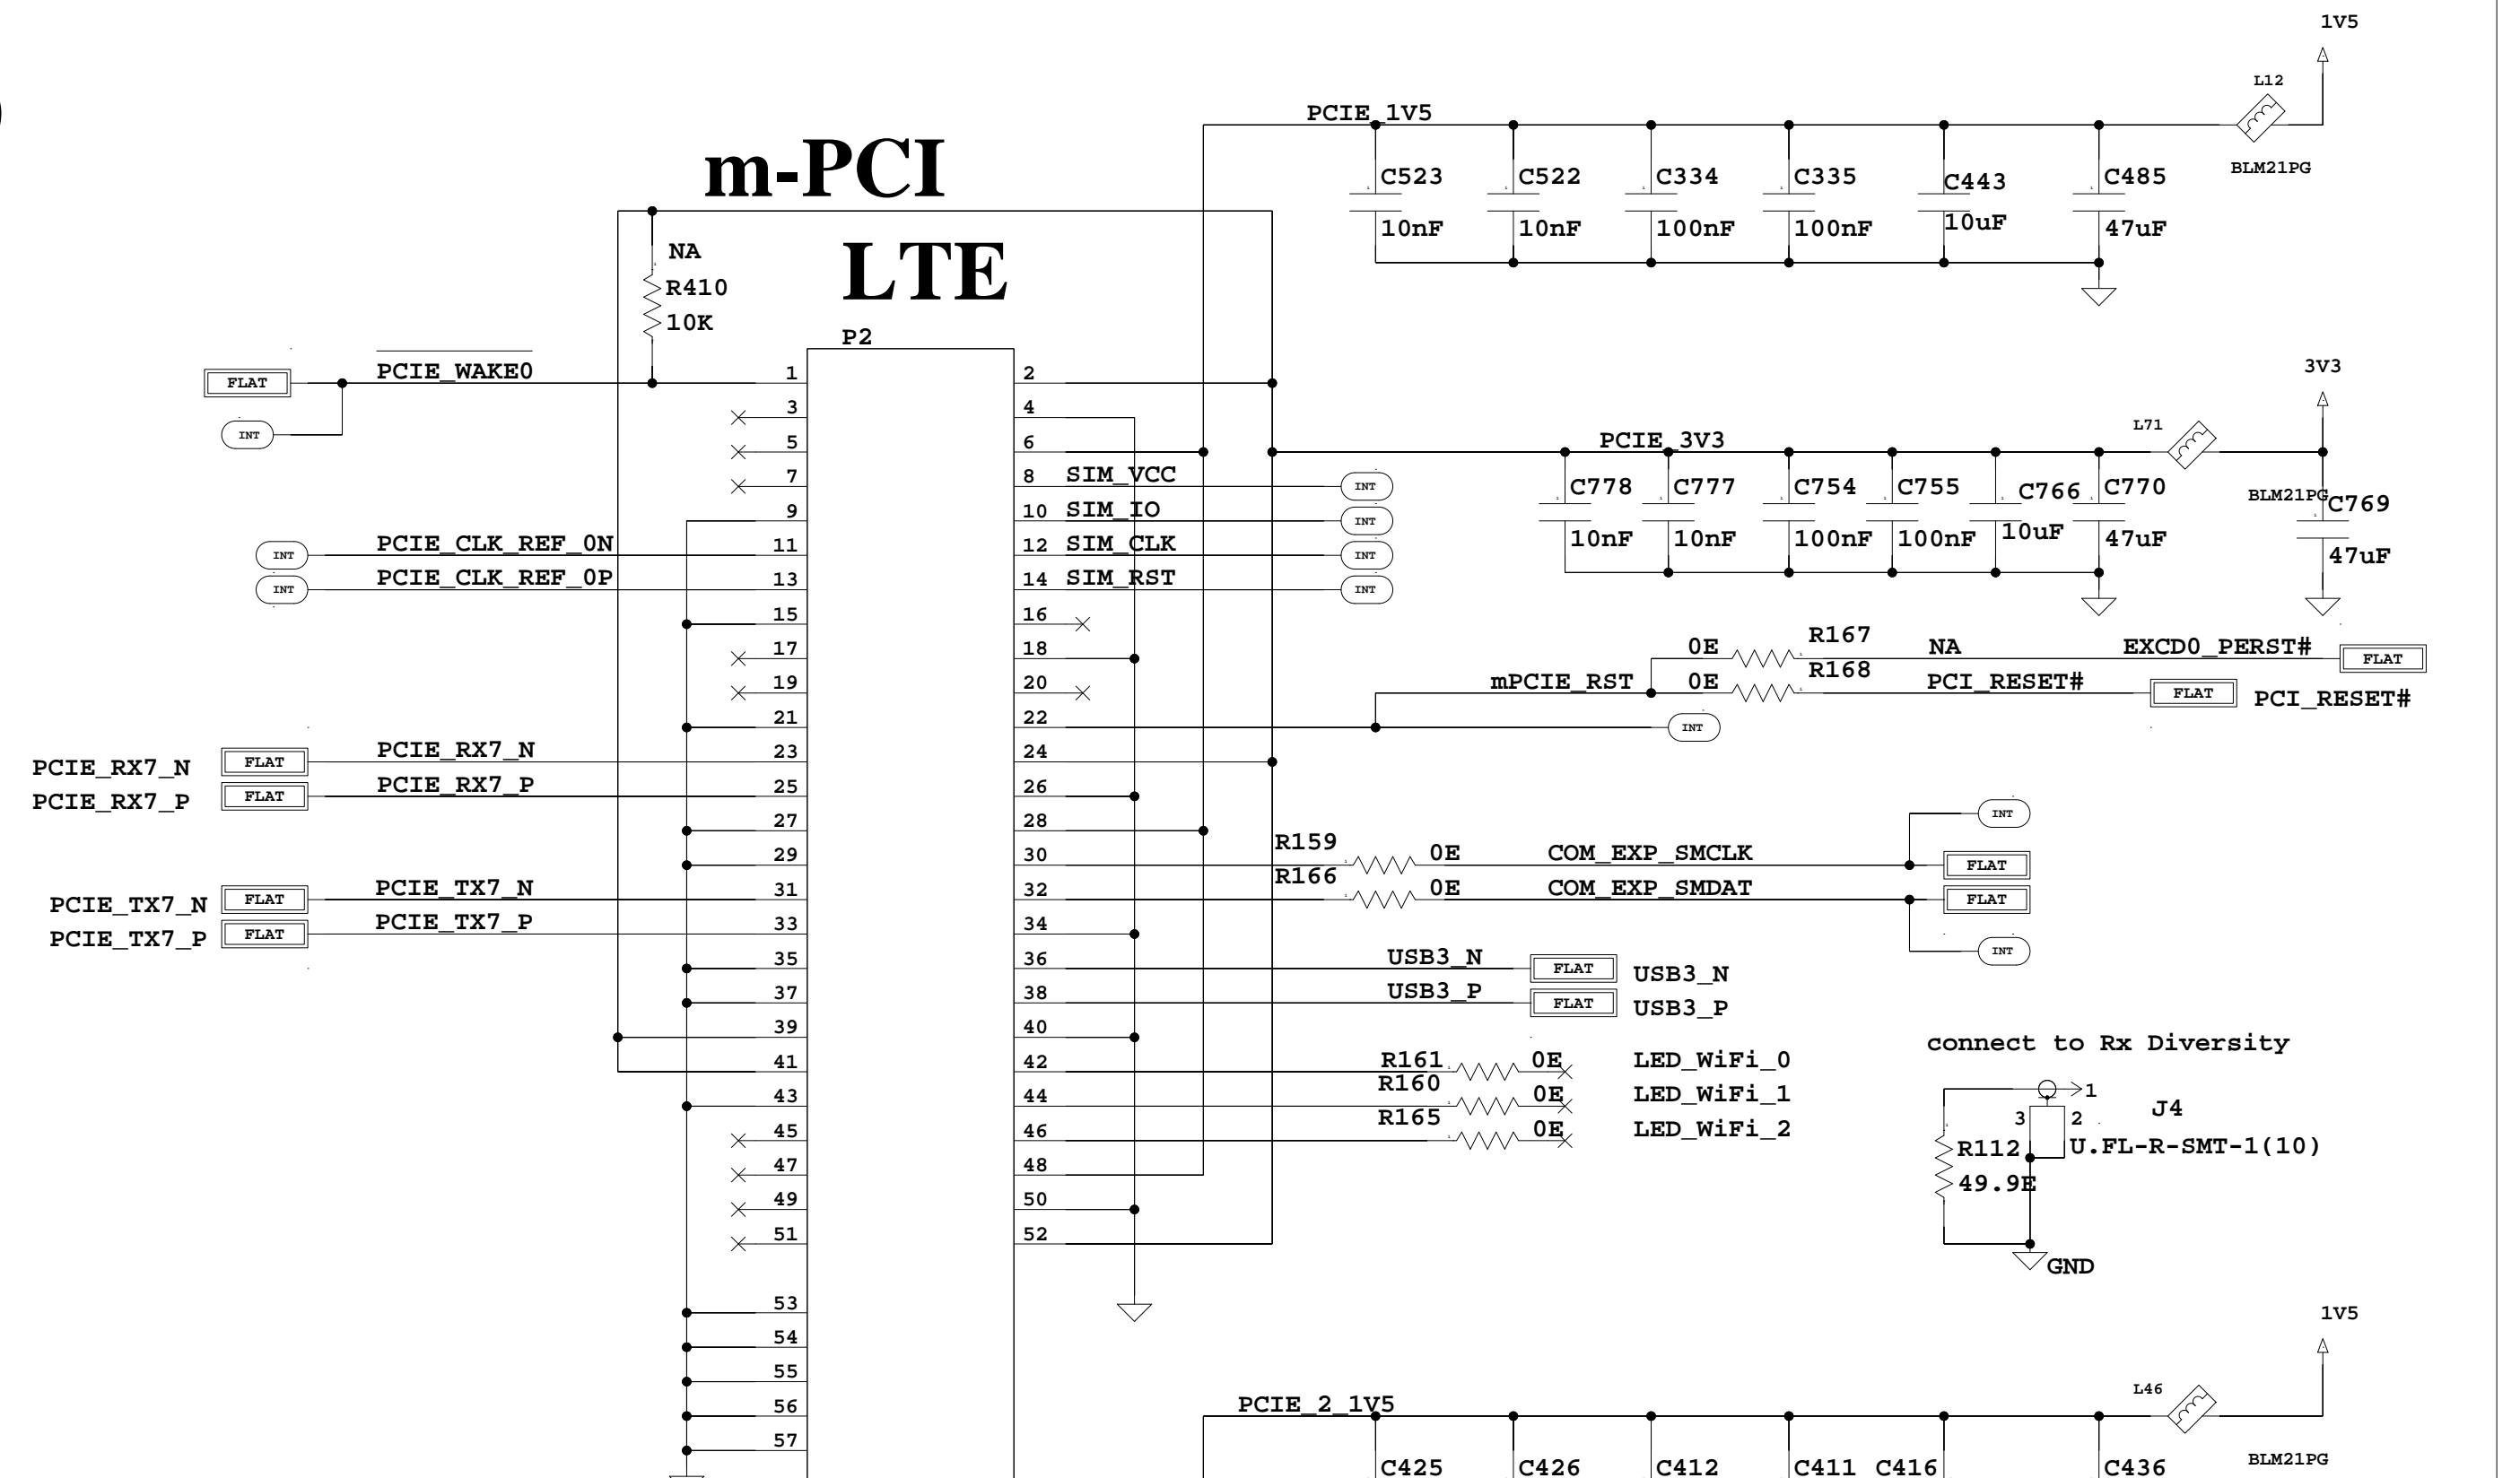 1V5
L12
PCIE_1V5
BLM21PG
C523
C522
C334
C335
C443
C485
10nF
10nF
100nF
100nF
10uF
47uF
m-PCI
LTE
NA
R410
10K
P2
3V3
FLAT
PCIE_WAKE0
1
2
INT
3
4
5
6
PCIE_3V3
L71
BLM21PG
7
8
SIM_VCC
INT
C778
C777
C754
C755
C766
C770
C769
9
10
SIM_IO
INT
10nF
10nF
100nF
100nF
10uF
47uF
47uF
INT
PCIE_CLK_REF_0N
11
12
SIM_CLK
INT
INT
PCIE_CLK_REF_0P
13
14
SIM_RST
INT
15
16
17
18
0E
R167
NA
EXCD0_PERST#
FLAT
19
20
mPCIE_RST
0E
R168
PCI_RESET#
FLAT
PCI_RESET#
21
22
INT
PCIE_RX7_N
FLAT
PCIE_RX7_N
23
24
PCIE_RX7_P
FLAT
PCIE_RX7_P
25
26
INT
27
28
29
30
R159
0E
COM_EXP_SMCLK
FLAT
PCIE_TX7_N
FLAT
PCIE_TX7_N
31
32
R166
0E
COM_EXP_SMDAT
FLAT
PCIE_TX7_P
FLAT
PCIE_TX7_P
33
34
INT
35
36
USB3_N
FLAT
USB3_N
37
38
USB3_P
FLAT
USB3_P
39
40
connect to Rx Diversity
41
42
R161
0E
LED_WiFi_0
43
44
R160
0E
LED_WiFi_1
45
46
R165
0E
LED_WiFi_2
1
3
2
J4
R112
U.FL-R-SMT-1(10)
49.9E
GND
47
48
49
50
51
52
53
54
55
56
57
1V5
L46
PCIE_2_1V5
BLM21PG
C425
C426
C412
C411
C416
C436